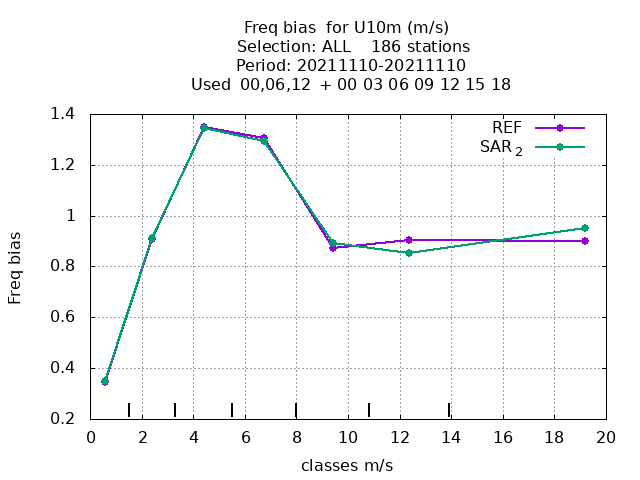 Freq bias  for U10m (m/s)
Selection: ALL    186 stations
Period: 20211110-20211110
Used  00,06,12  + 00 03 06 09 12 15 18
REF
SAR 2
1.4
1.2
1
0.8
0.6
0.4
0.2
Freq bias
0 2 4 6 8 10 12 14 16 18 20
classes m/s